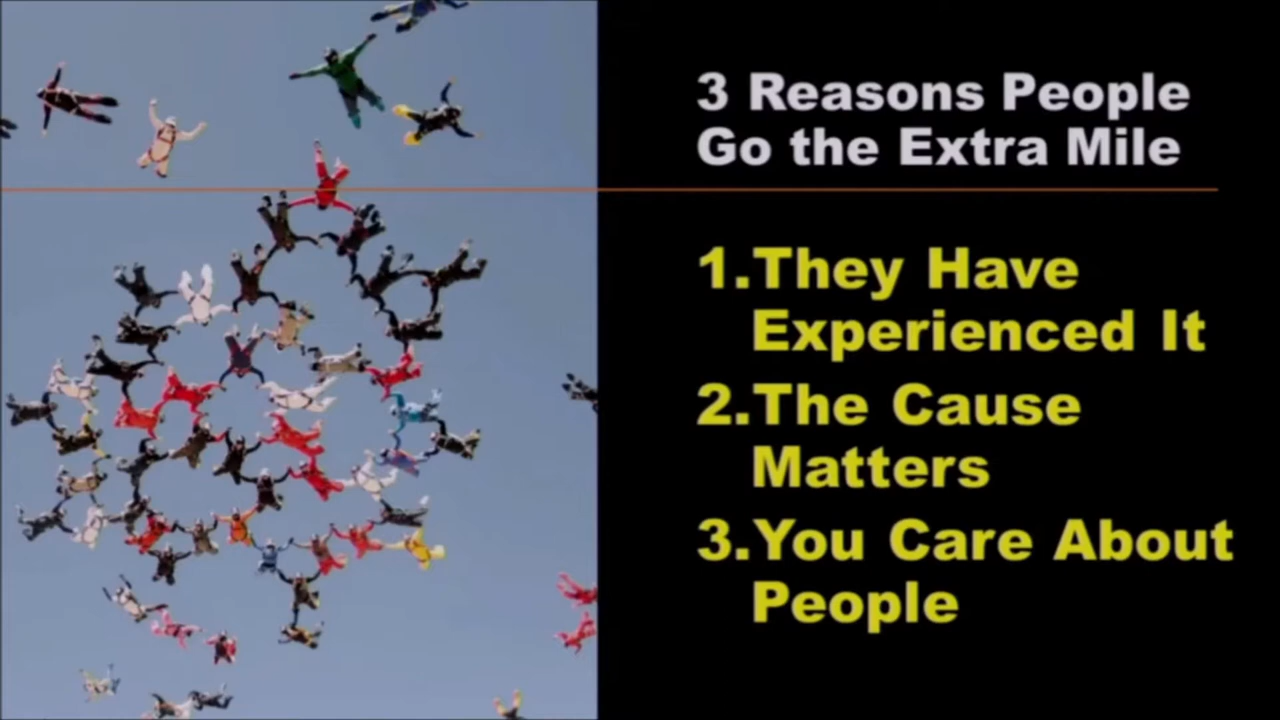 3 Reasons People
Go the Extra Mile
1.They Have
Experienced It
2.The Cause
Matters
3.You Care About
People